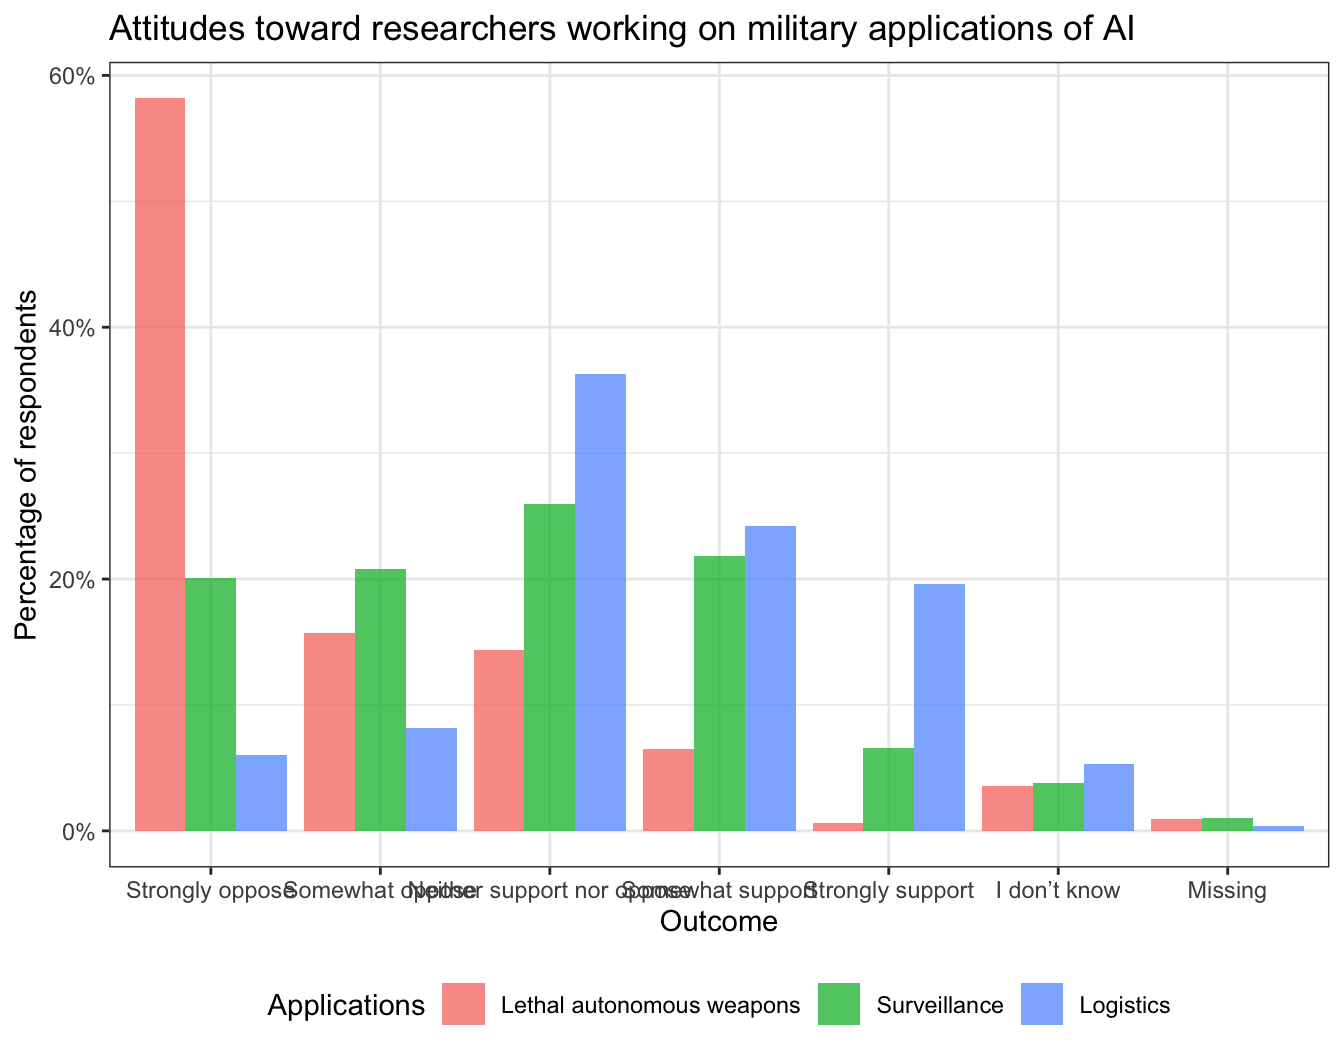 Attitudes toward researchers working on military applications of AI
60%
40%
20%
0%
Percentage of respondents
Strongly oppose Somewhat oppose Neither support nor oppose Somewhat support Strongly support I don’t know Missing
Outcome
Applications Lethal autonomous weapons Surveillance Logistics